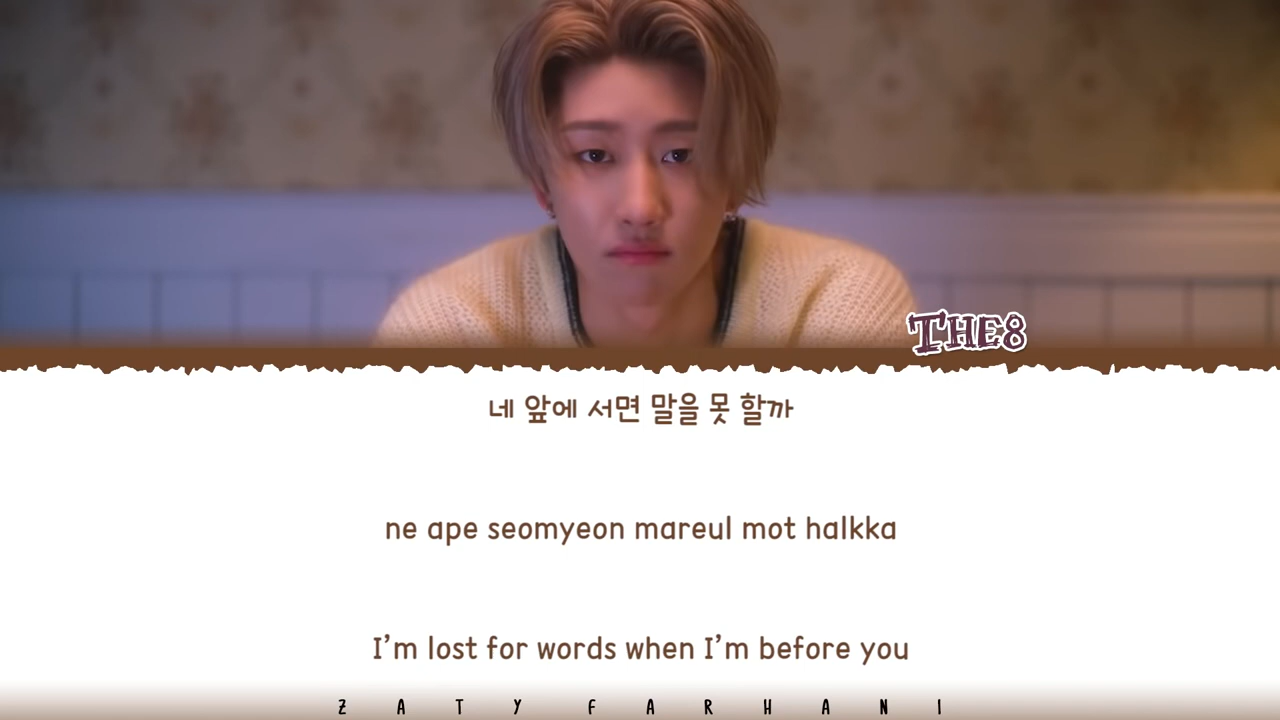 THE8
네 앞에 서면 말을 못 할까
ne ape seomyeon mareul mot halkka
I'm lost for words when I'm before you
ZATY FARHANI